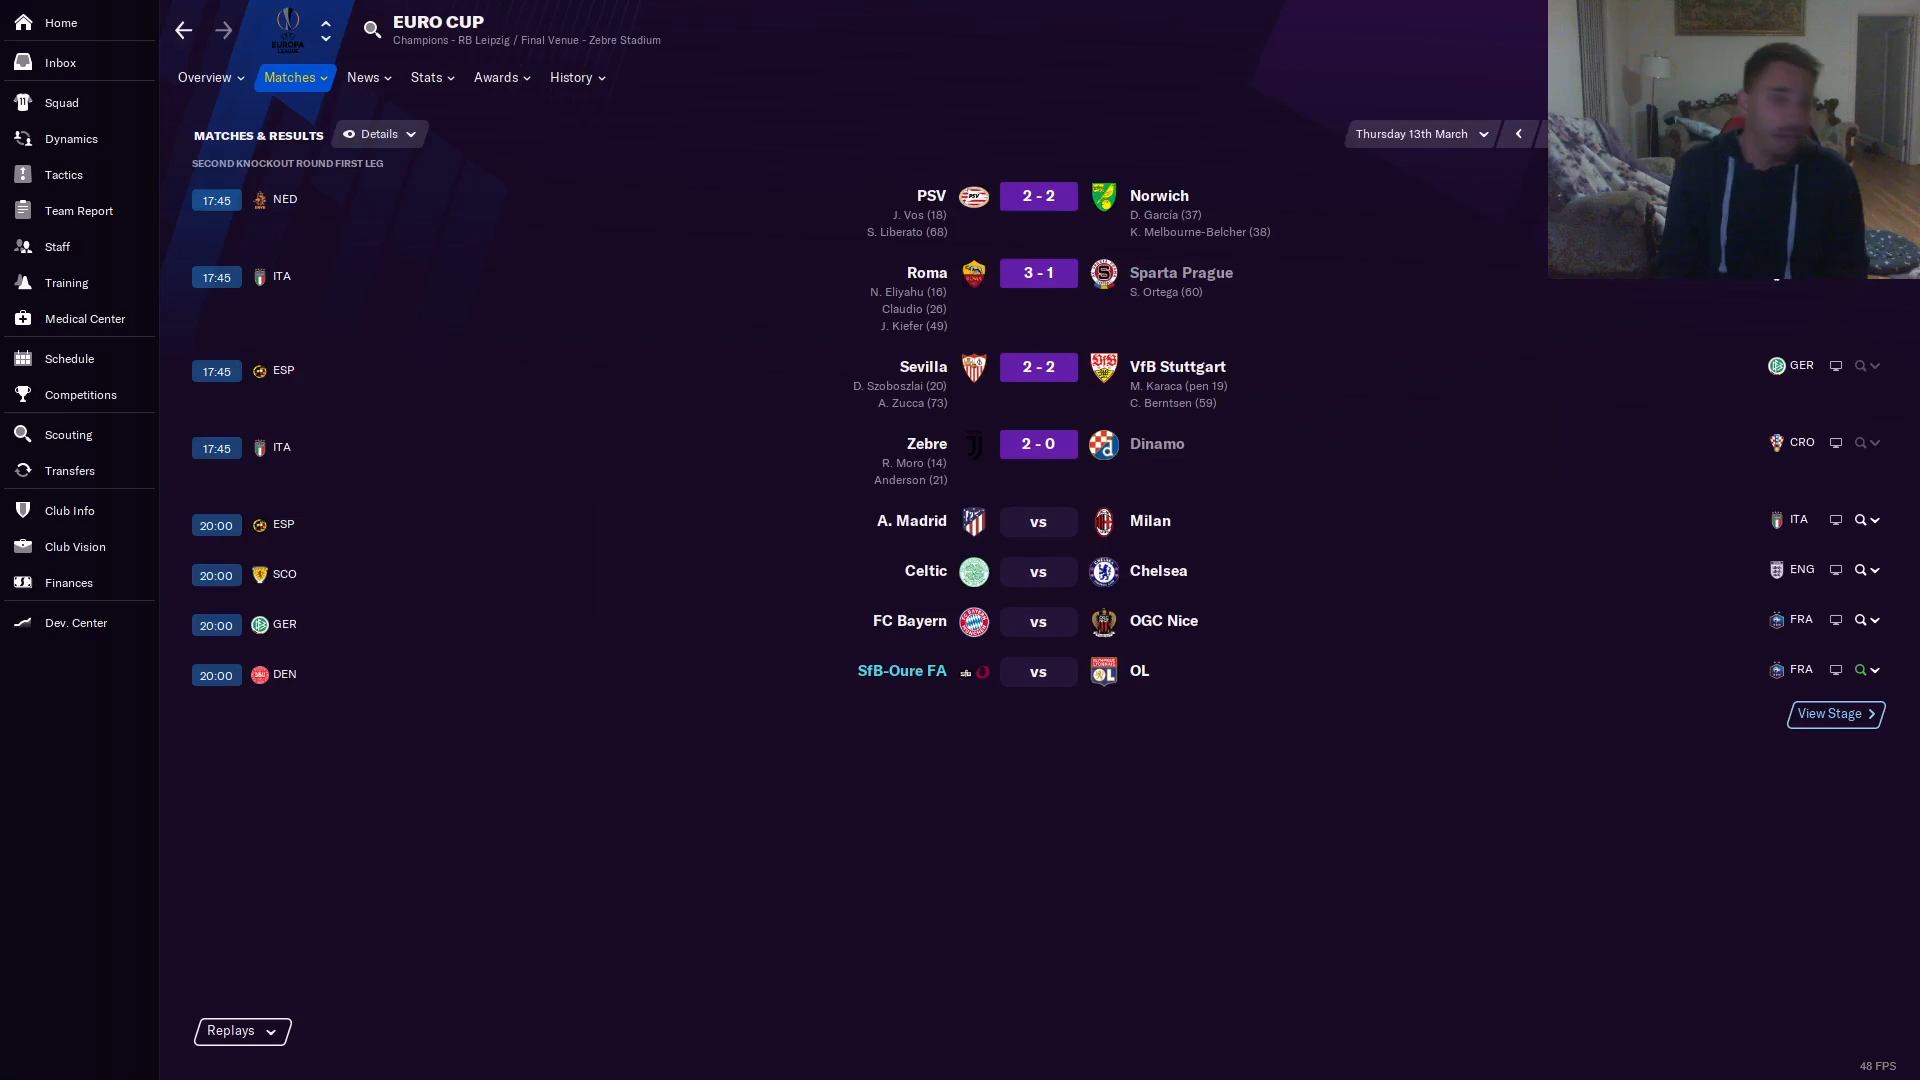 Home
Inbox
Squad
Dynamics
Tactics
Team Report
Staff
Training
Medical Center
Schedule
Competitions
Scouting
Transfers
Club Info
Club Vision
Finances
Dev. Center
EUROPA
LEAGUE
EURO CUP
Champions - RB Leipzig / Final Venue - Zebre Stadium
Overview Matches News Stats Awards History
MATCHES & RESULTS Details Thursday 13th March
SECOND KNOCKOUT ROUND FIRST LEG
17:45 NED PSV 2 - 2 Norwich
J. Vos (18) D. García (37)
S. Liberato (68) K. Melbourne-Belcher (38)
17:45 ITA Roma 3 - 1 Sparta Prague
N. Eliyahu (16) S. Ortega (60)
Claudio (26)
J. Kiefer (49)
17:45 ESP Sevilla 2 - 2 VfB Stuttgart GER
D. Szoboszlai (20) M. Karaca (pen 19)
A. Zucca (73) C. Berntsen (59)
17:45 ITA Zebre 2 - 0 Dinamo CRO
R. Moro (14)
Anderson (21)
20:00 ESP A. Madrid vs Milan ITA
20:00 SCO Celtic vs Chelsea ENG
20:00 GER FC Bayern vs OGC Nice FRA
20:00 DEN SfB-Oure FA vs OL FRA
View Stage
Replays
48 FPS